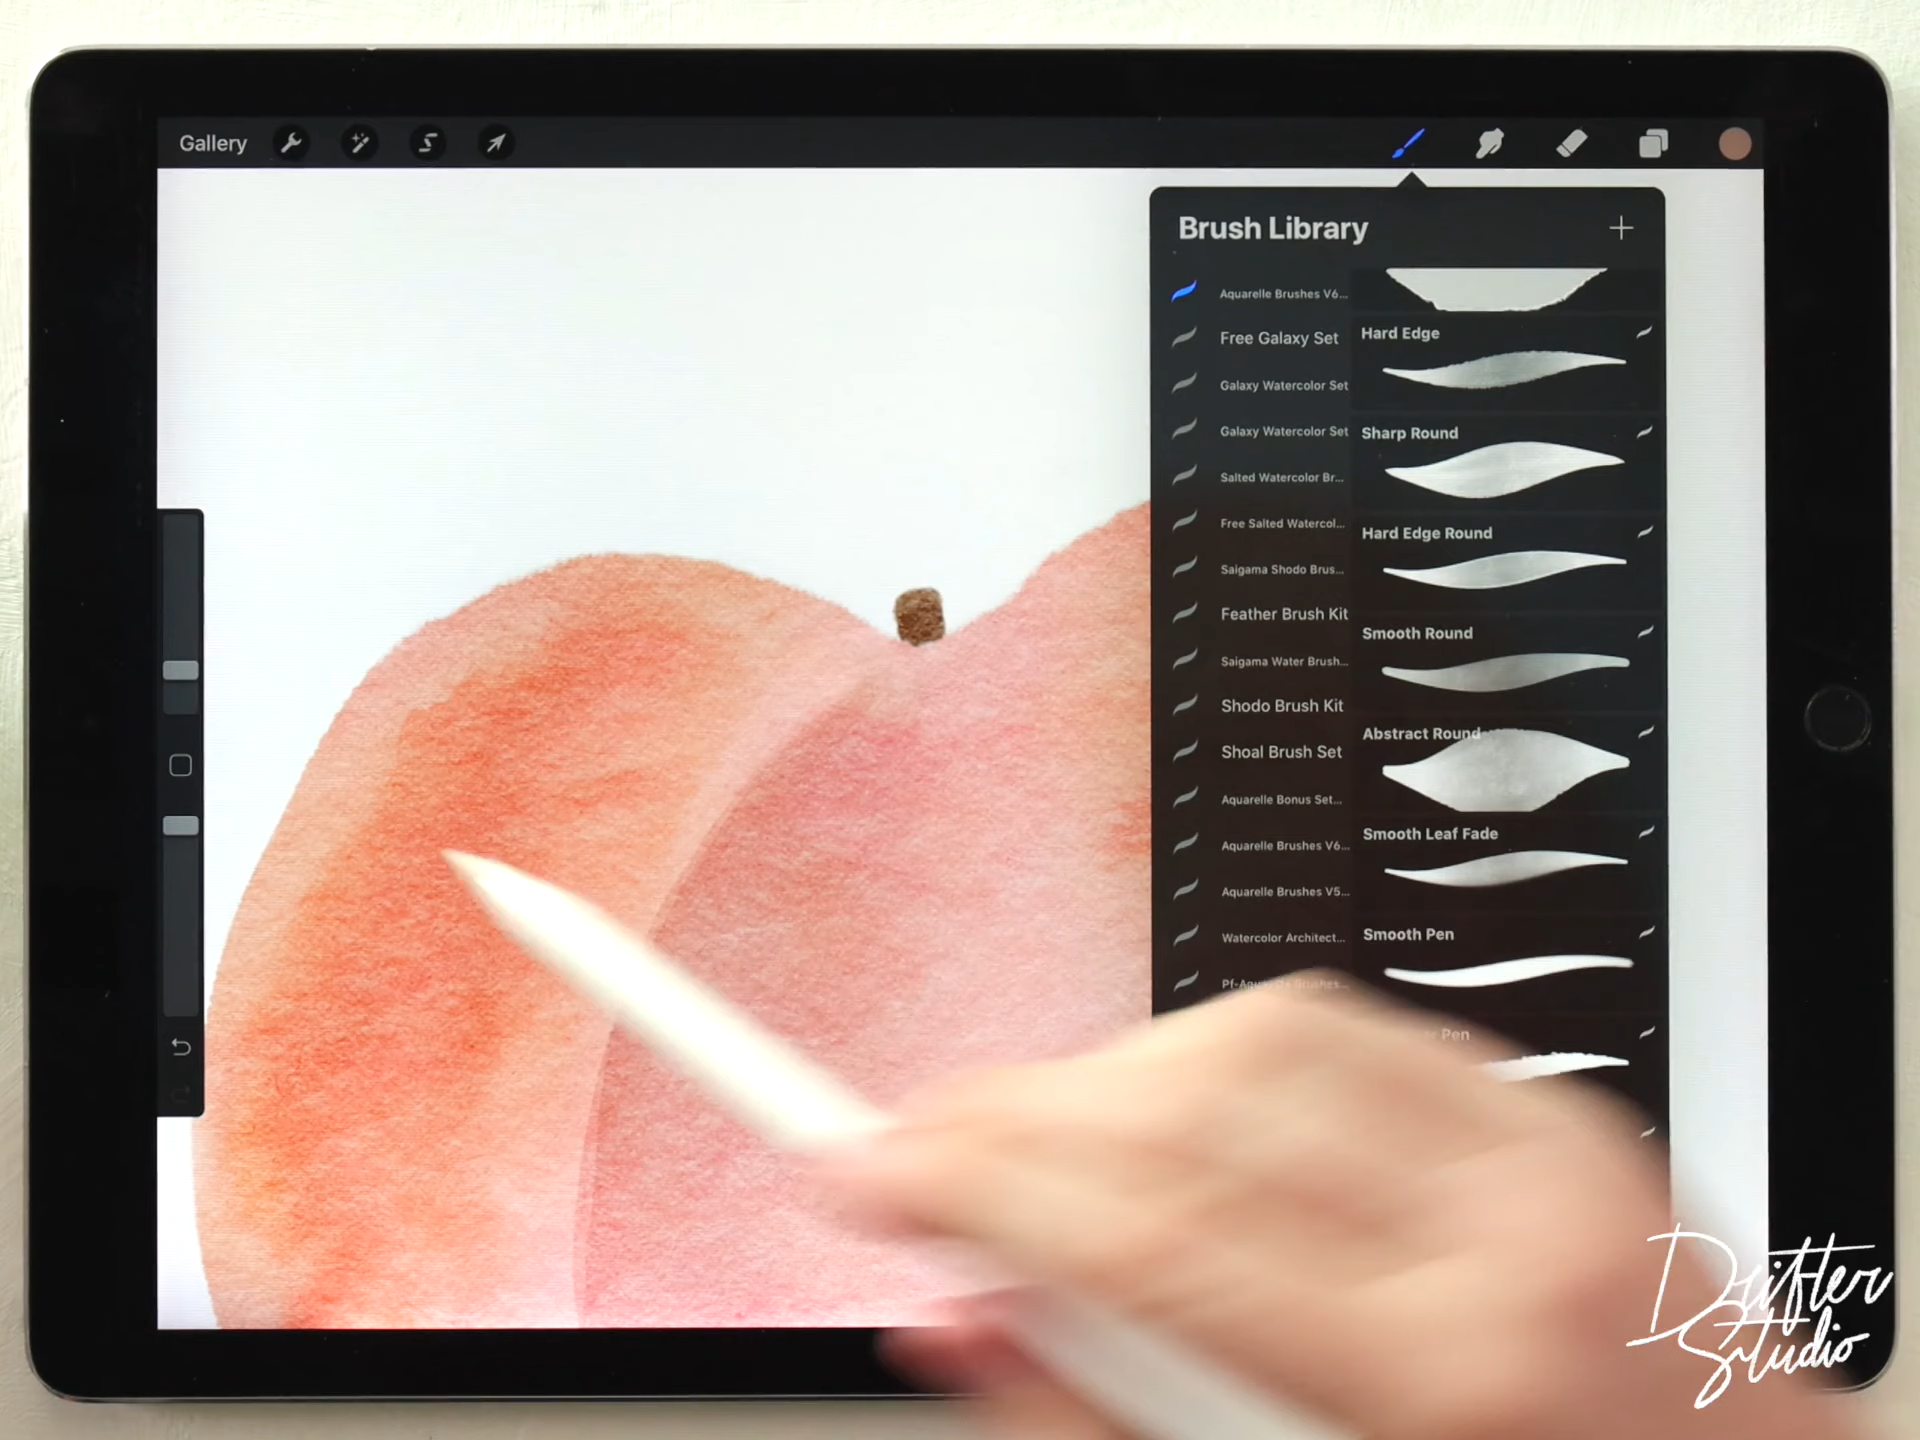 Gallery
Brush Library
Aquarelle Brushes V6...
Free Galaxy Set
Galaxy Watercolor Set
Galaxy Watercolor Set
Salted Watercolor Br...
Free Salted Watercol...
Saigama Shodo Brus...
Feather Brush Kit
Saigama Water Brush...
Shodo Brush Kit
Shoal Brush Set
Aquarelle Bonus Set...
Aquarelle Brushes V6...
Aquarelle Brushes V5...
Watercolor Architect...
Hard Edge
Sharp Round
Hard Edge Round
Smooth Round
Abstract Round
Smooth Leaf Fade
Smooth Pen
Pen
Drifter
Studio